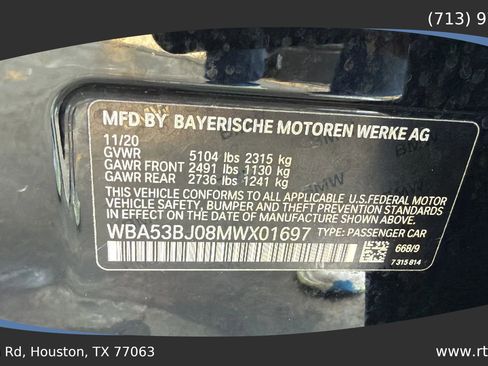 (713) 9
MFD BY BAYERISCHE MOTOREN WERKE AG
11/20
GVWR 5104 lbs 2315 kg
GAWR FRONT 2491 lbs 1130 kg
GAWR REAR 2736 lbs 1241 kg
THIS VEHICLE CONFORMS TO ALL APPLICABLE U.S. FEDERAL MOTOR
VEHICLE SAFETY, BUMPER AND THEFT PREVENTION STANDARDS IN
EFFECT ON THE DATE OF MANUFACTURE SHOWN ABOVE.
WBA53BJ08MWX01697 TYPE: PASSENGER CAR
668/9
7 315 814
Rd, Houston, TX 77063
www.rt